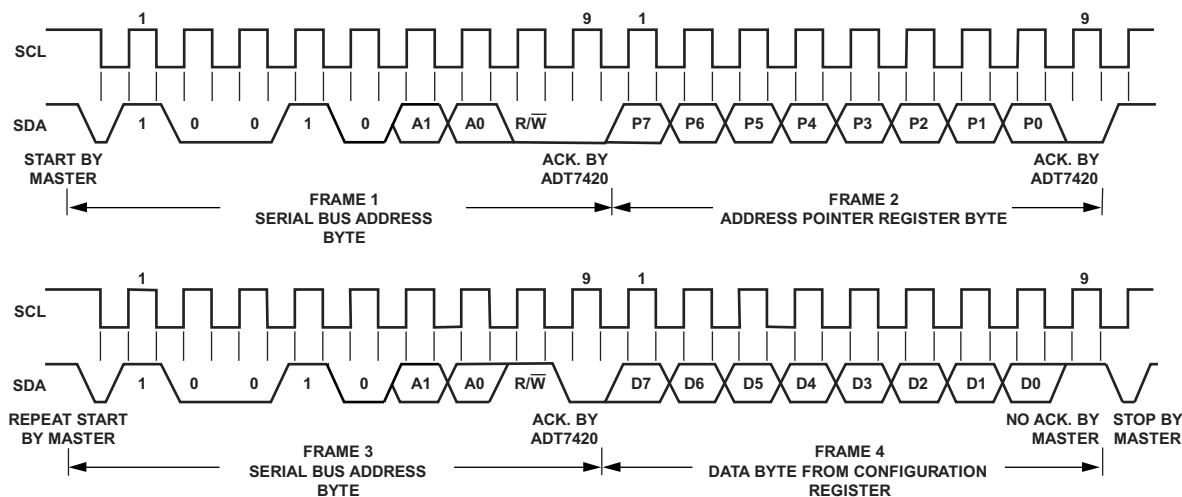 1 9 1 9
SCL
SDA 1 0 0 1 0 A1 A0 R/W̅ P7 P6 P5 P4 P3 P2 P1 P0
START BY
MASTER
ACK. BY
ADT7420
ACK. BY
ADT7420
FRAME 1
SERIAL BUS ADDRESS
BYTE
FRAME 2
ADDRESS POINTER REGISTER BYTE
1 9 1 9
SCL
SDA 1 0 0 1 0 A1 A0 R/W̅ D7 D6 D5 D4 D3 D2 D1 D0
REPEAT START
BY MASTER
ACK. BY
ADT7420
NO ACK. BY
MASTER
STOP BY
MASTER
FRAME 3
SERIAL BUS ADDRESS
BYTE
FRAME 4
DATA BYTE FROM CONFIGURATION
REGISTER